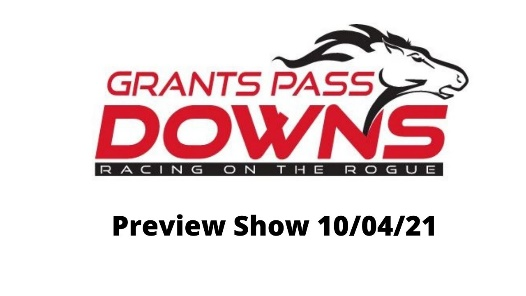 GRANTS PASS
DOWNS
RACING ON THE ROGUE
Preview Show 10/04/21